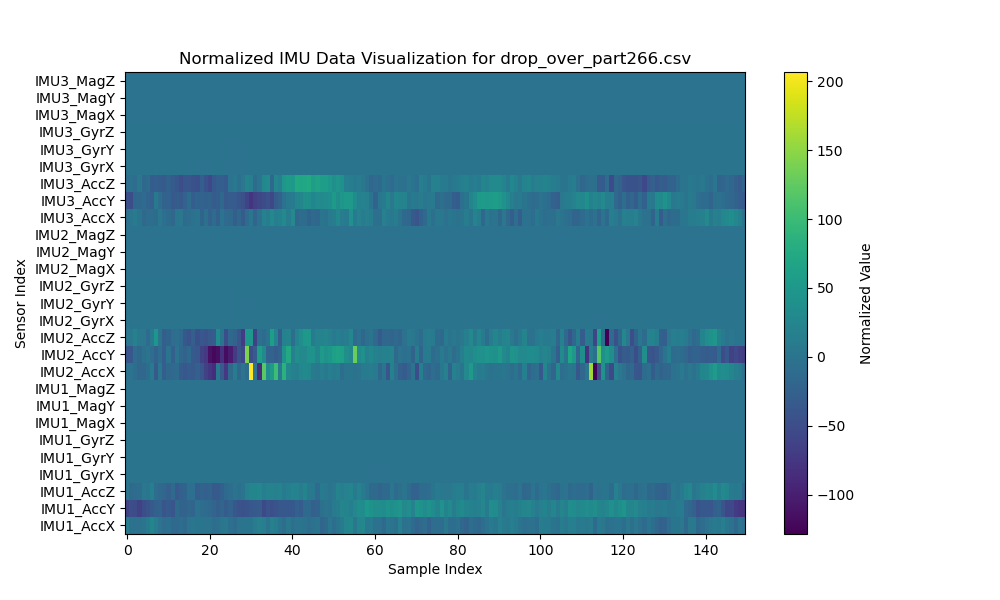 Normalized IMU Data Visualization for drop_over_part266.csv
IMU3_MagZ
IMU3_MagY
IMU3_MagX
IMU3_GyrZ
IMU3_GyrY
IMU3_GyrX
IMU3_AccZ
IMU3_AccY
IMU3_AccX
IMU2_MagZ
IMU2_MagY
IMU2_MagX
IMU2_GyrZ
IMU2_GyrY
IMU2_GyrX
IMU2_AccZ
IMU2_AccY
IMU2_AccX
IMU1_MagZ
IMU1_MagY
IMU1_MagX
IMU1_GyrZ
IMU1_GyrY
IMU1_GyrX
IMU1_AccZ
IMU1_AccY
IMU1_AccX
Sensor Index
0 20 40 60 80 100 120 140
Sample Index
200
150
100
50
0
−50
−100
Normalized Value